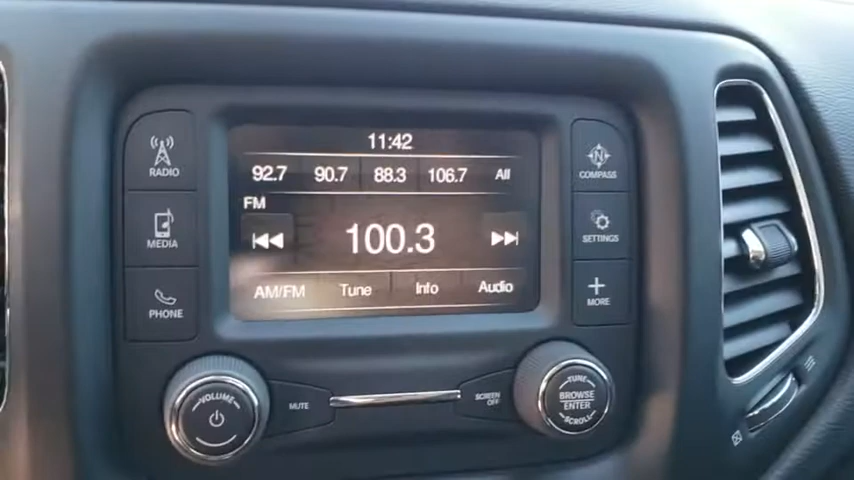 11:42
92.7 90.7 88.3 106.7 All
FM
100.3
AM/FM Tune Info Audio
RADIO
MEDIA
PHONE
COMPASS
SETTINGS
MORE
VOLUME
MUTE
SCREEN
OFF
TUNE
BROWSE
ENTER
SCROLL